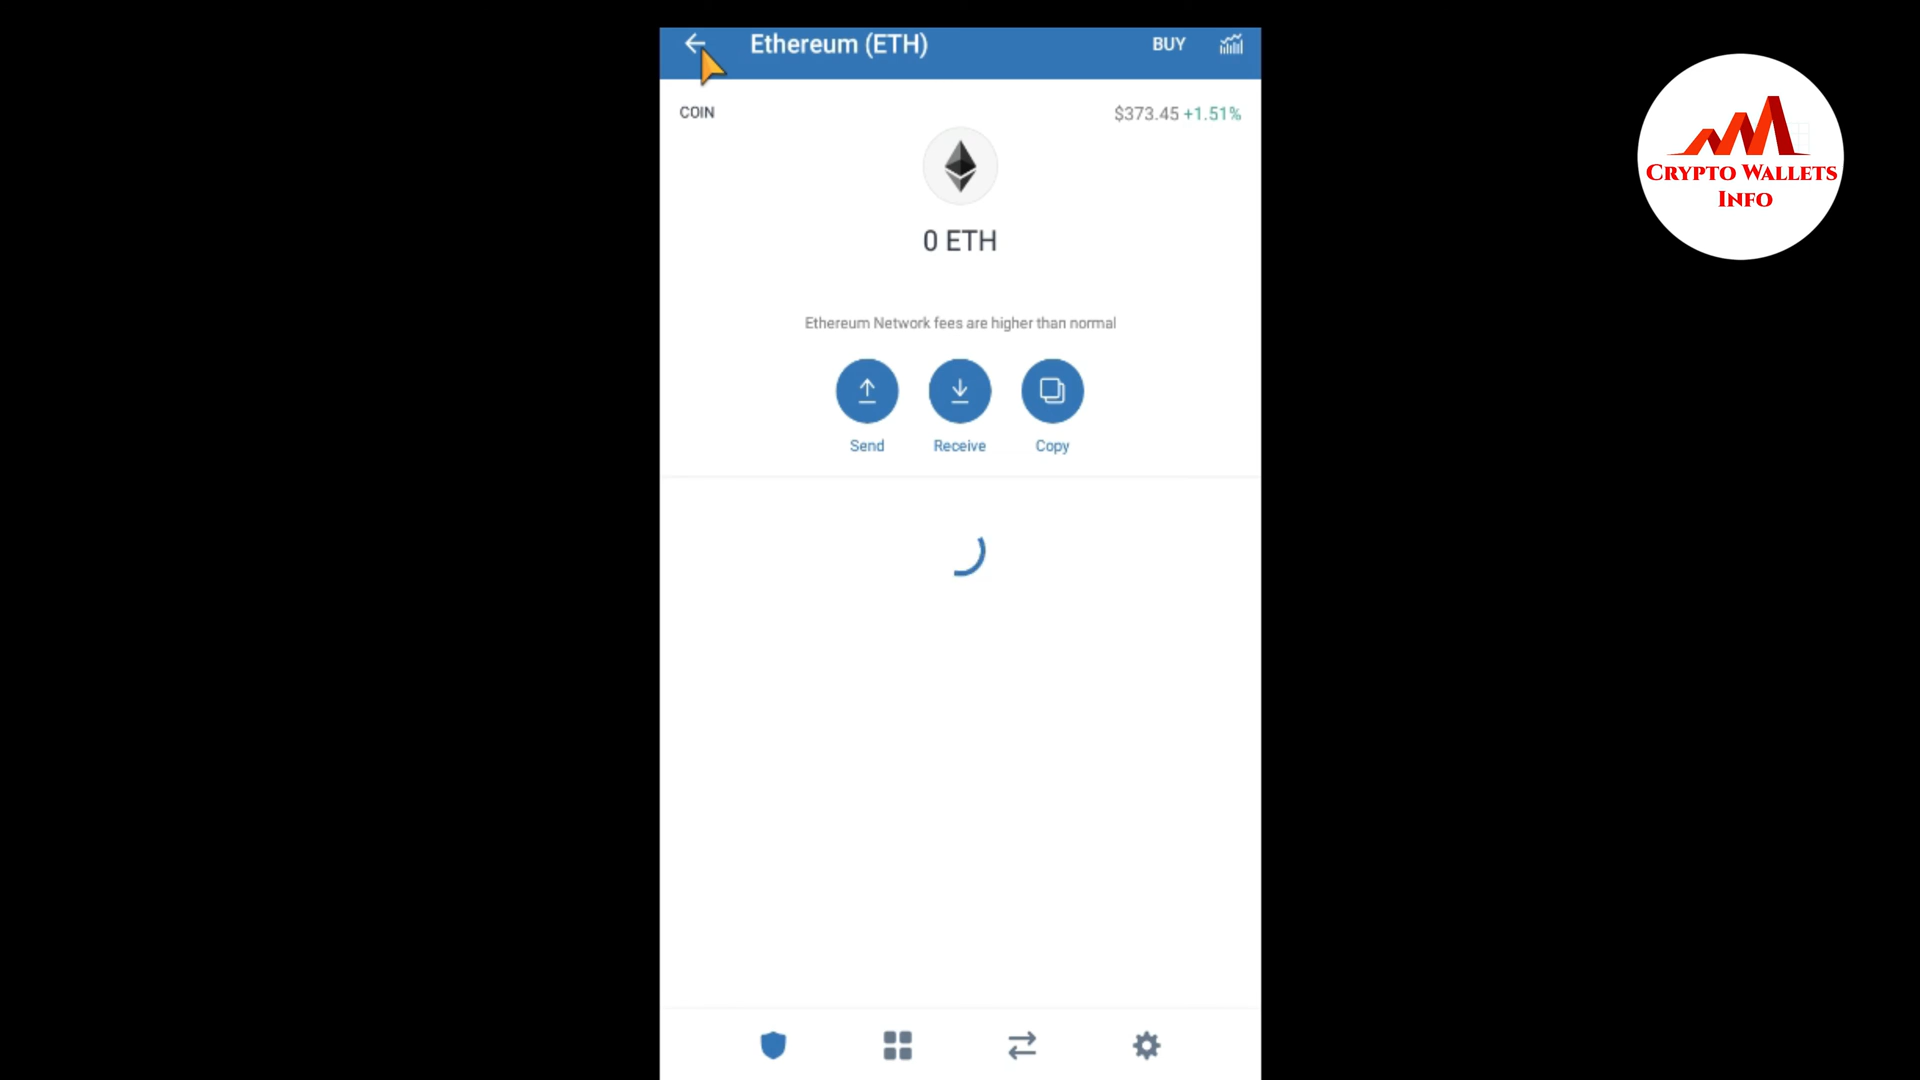 Ethereum (ETH)
BUY
COIN
$373.45 +1.51%
0 ETH
Ethereum Network fees are higher than normal
Send
Receive
Copy
CRYPTO WALLETS
INFO